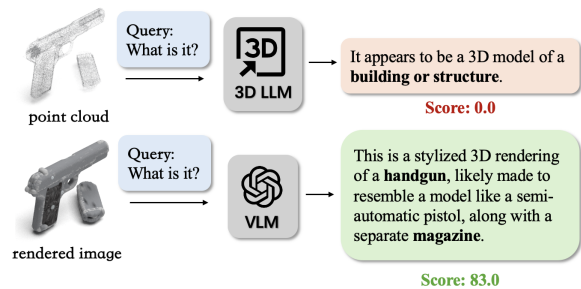 Query:
What is it?
3D
3D LLM
point cloud
It appears to be a 3D model of a
building or structure.
Score: 0.0
Query:
What is it?
VLM
rendered image
This is a stylized 3D rendering
of a handgun, likely made to
resemble a model like a semi-
automatic pistol, along with a
separate magazine.
Score: 83.0